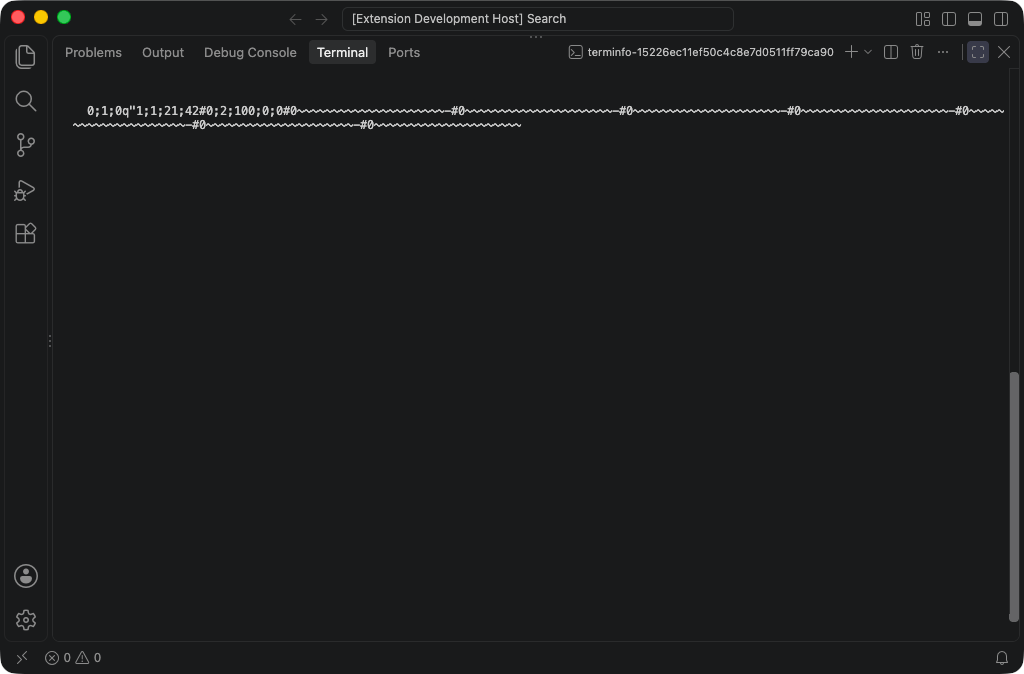 Search
[Extension Development Host] Search
Problems Output Debug Console Terminal Ports
terminfo-15226ec11ef50c4c8e7d0511ff79ca90
0;1;0q"1;1;21;42#0;2;100;0;0#0~~~~~~~~~~~~~~~~~~~~~-#0~~~~~~~~~~~~~~~~~~~~~-#0~~~~~~~~~~~~~~~~~~~~~-#0~~~~~~~~~~~~~~~~~~~~~-#0~~~~~
~~~~~~~~~~~~~~~~-#0~~~~~~~~~~~~~~~~~~~~~-#0~~~~~~~~~~~~~~~~~~~~~
0 0